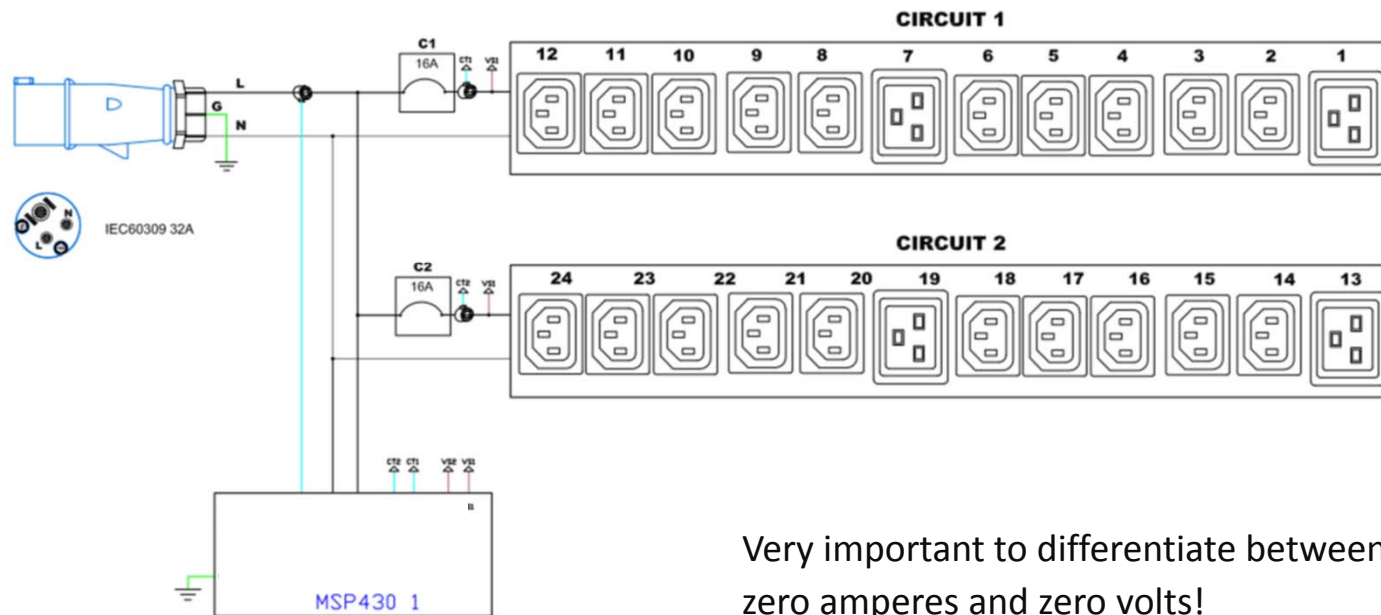 CIRCUIT 1
C1
16A
CT1
VS1
12 11 10 9 8 7 6 5 4 3 2 1
L
G
N
IEC60309 32A
N
L
CIRCUIT 2
C2
16A
CT2
VS1
24 23 22 21 20 19 18 17 16 15 14 13
CT2 CT1 VS2 VS1
MSP430 1
Very important to differentiate between
zero amperes and zero volts!